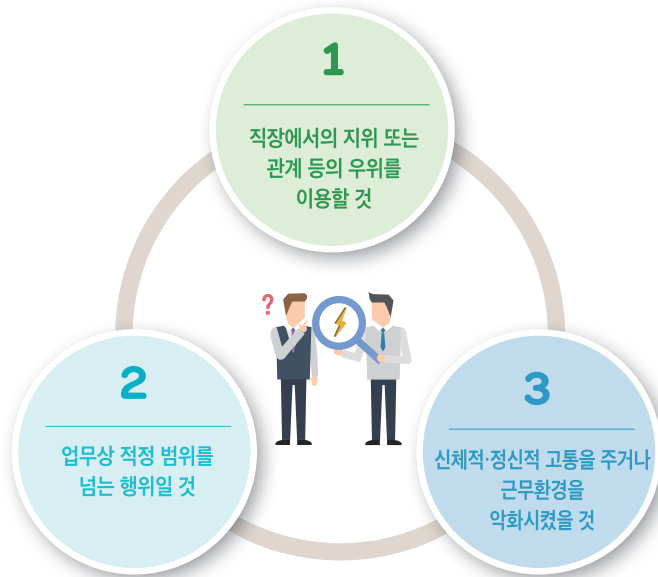 1
직장에서의 지위 또는
관계 등의 우위를
이용할 것
?
2
업무상 적정 범위를
넘는 행위일 것
3
신체적·정신적 고통을 주거나
근무환경을
악화시켰을 것